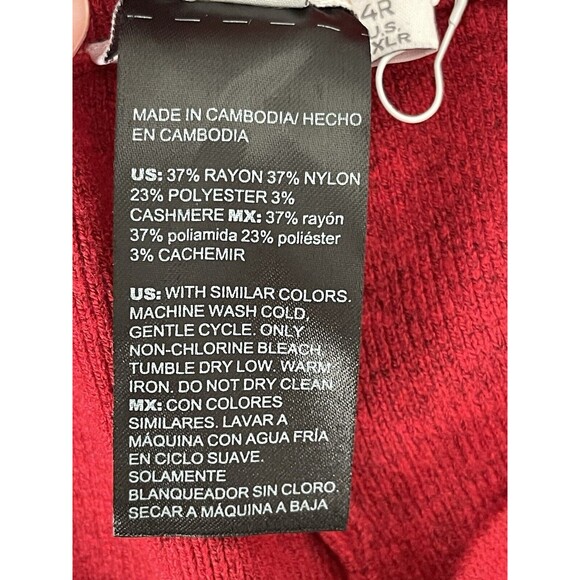 4R
U.S.
XLR
MADE IN CAMBODIA/ HECHO
EN CAMBODIA
US: 37% RAYON 37% NYLON
23% POLYESTER 3%
CASHMERE MX: 37% rayón
37% poliamida 23% poliéster
3% CACHEMIR
US: WITH SIMILAR COLORS.
MACHINE WASH COLD,
GENTLE CYCLE. ONLY
NON-CHLORINE BLEACH
TUMBLE DRY LOW. WARM
IRON. DO NOT DRY CLEAN
MX: CON COLORES
SIMILARES. LAVAR A
MÁQUINA CON AGUA FRÍA
EN CICLO SUAVE.
SOLAMENTE
BLANQUEADOR SIN CLORO.
SECAR A MÁQUINA A BAJA